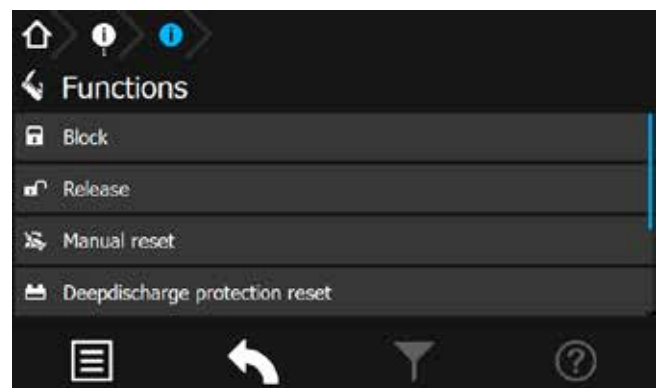 Functions
Block
Release
Manual reset
Deepdischarge protection reset